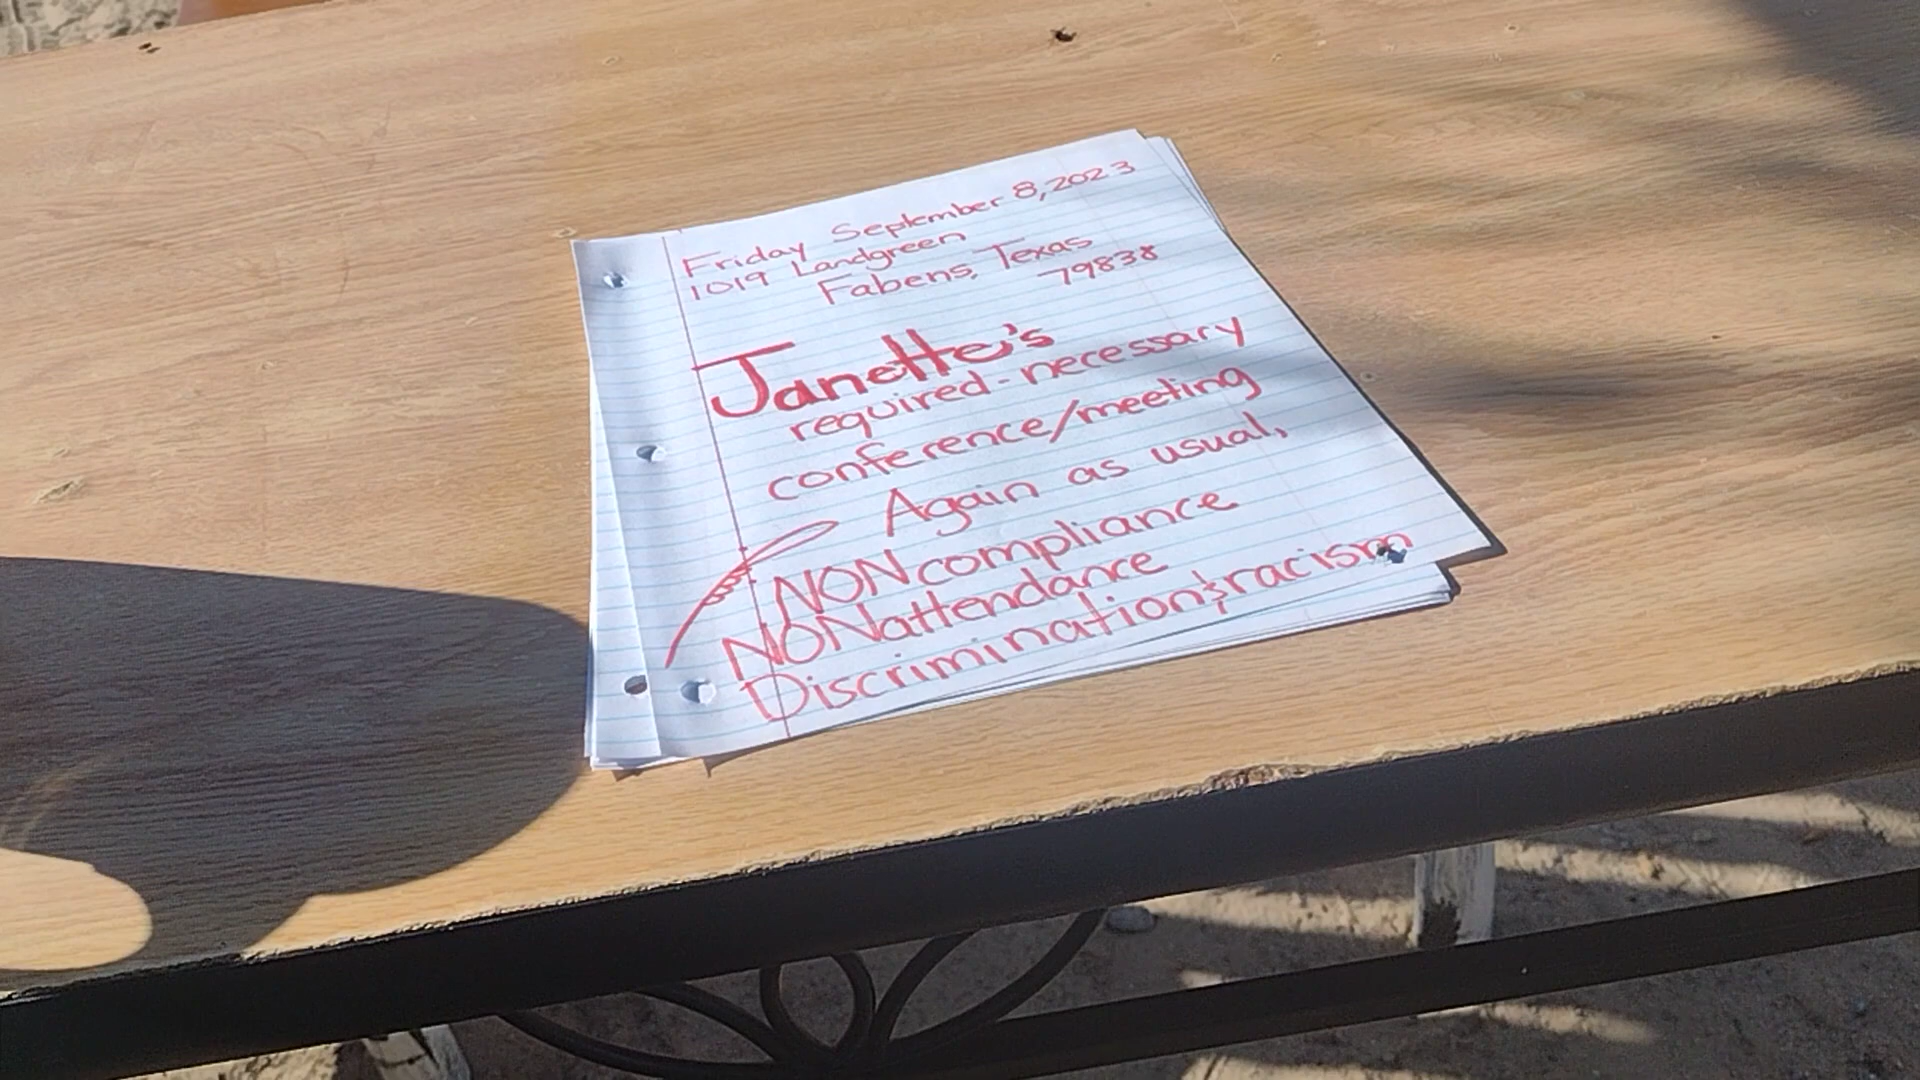 Friday September 8, 2023
1019 Landgreen
Fabens, Texas
79838
Janette's
required - necessary
conference/meeting
Again as usual,
NON compliance
NON attendance
Discrimination & racism